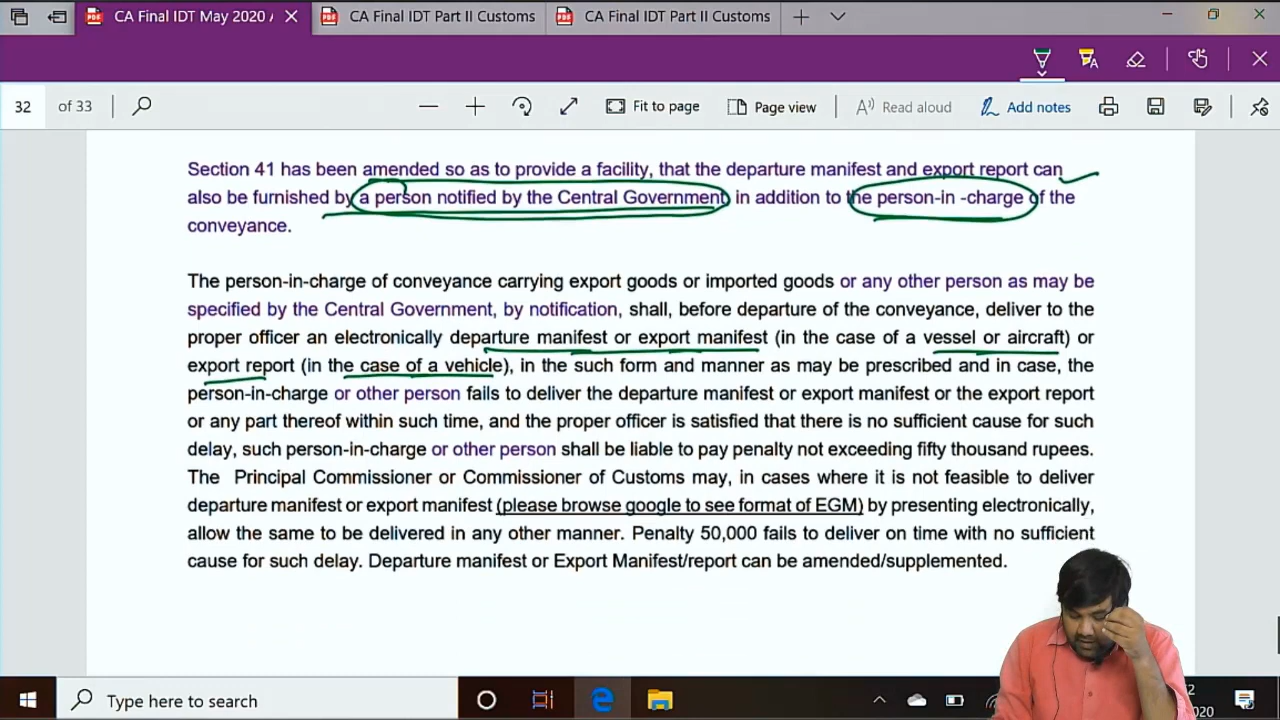 CA Final IDT May 2020
CA Final IDT Part II Customs
CA Final IDT Part II Customs
32 of 33
Fit to page
Page view
Read aloud
Add notes
Section 41 has been amended so as to provide a facility, that the departure manifest and export report can
also be furnished by a person notified by the Central Government in addition to the person-in -charge of the
conveyance.
The person-in-charge of conveyance carrying export goods or imported goods or any other person as may be
specified by the Central Government, by notification, shall, before departure of the conveyance, deliver to the
proper officer an electronically departure manifest or export manifest (in the case of a vessel or aircraft) or
export report (in the case of a vehicle), in the such form and manner as may be prescribed and in case, the
person-in-charge or other person fails to deliver the departure manifest or export manifest or the export report
or any part thereof within such time, and the proper officer is satisfied that there is no sufficient cause for such
delay, such person-in-charge or other person shall be liable to pay penalty not exceeding fifty thousand rupees.
The Principal Commissioner or Commissioner of Customs may, in cases where it is not feasible to deliver
departure manifest or export manifest (please browse google to see format of EGM) by presenting electronically,
allow the same to be delivered in any other manner. Penalty 50,000 fails to deliver on time with no sufficient
cause for such delay. Departure manifest or Export Manifest/report can be amended/supplemented.
Type here to search